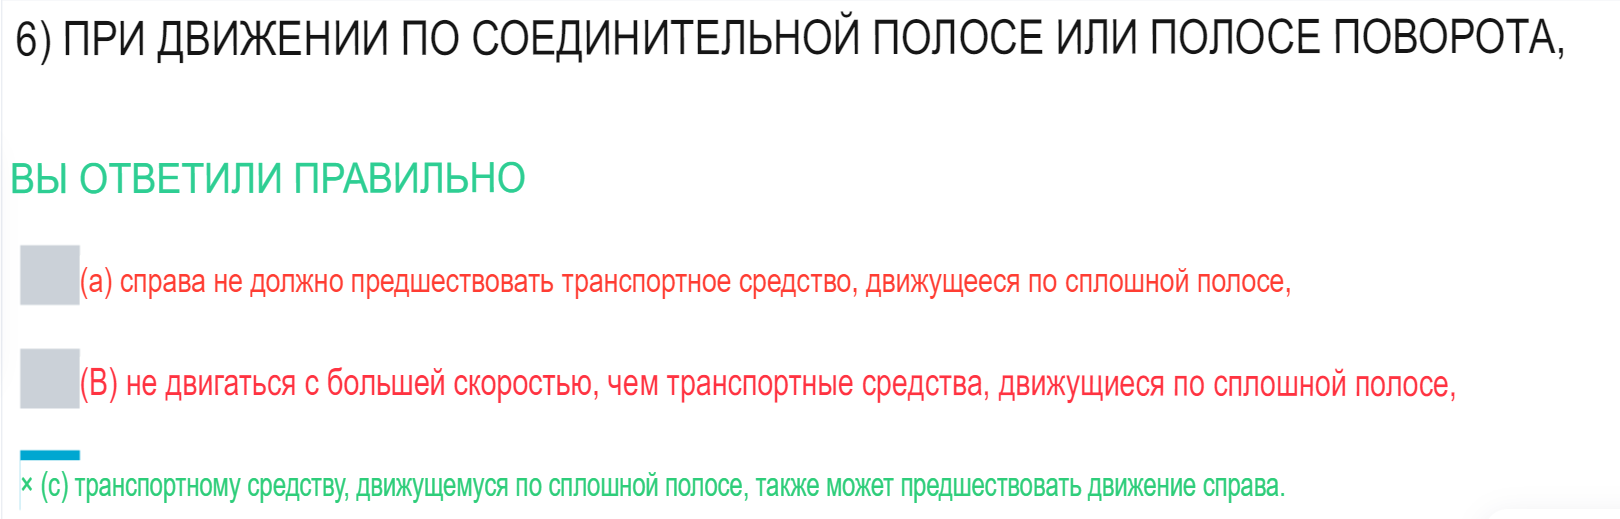 6) ПРИ ДВИЖЕНИИ ПО СОЕДИНИТЕЛЬНОЙ ПОЛОСЕ ИЛИ ПОЛОСЕ ПОВОРОТА,
ВЫ ОТВЕТИЛИ ПРАВИЛЬНО
(а) справа не должно предшествовать транспортное средство, движущееся по сплошной полосе,
(В) не двигаться с большей скоростью, чем транспортные средства, движущиеся по сплошной полосе,
× (с) транспортному средству, движущемуся по сплошной полосе, также может предшествовать движение справа.